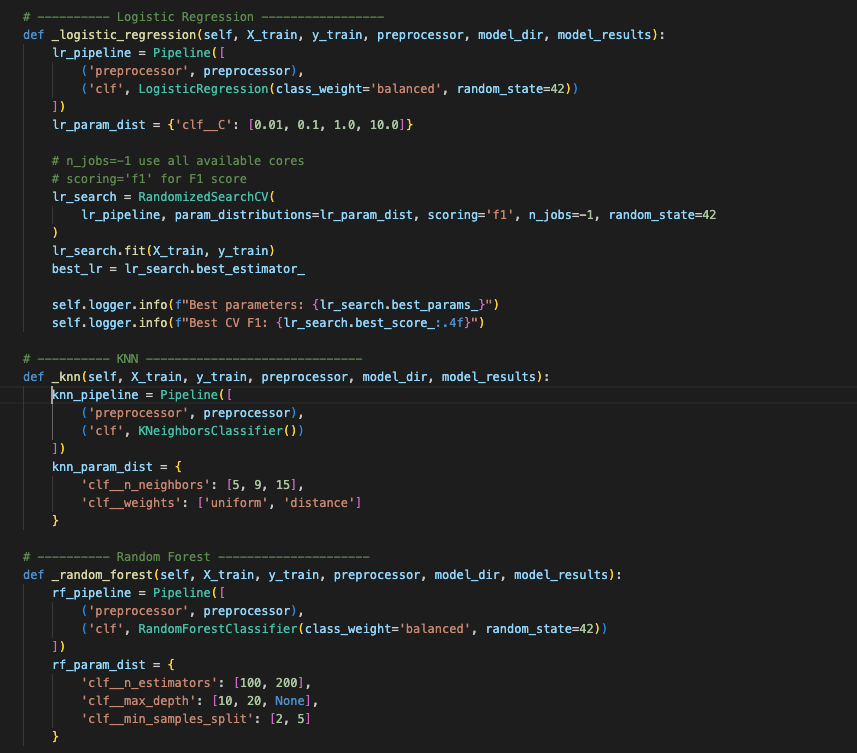 # ---------- Logistic Regression -----------------
def _logistic_regression(self, X_train, y_train, preprocessor, model_dir, model_results):
    lr_pipeline = Pipeline([
        ('preprocessor', preprocessor),
        ('clf', LogisticRegression(class_weight='balanced', random_state=42))
    ])
    lr_param_dist = {'clf__C': [0.01, 0.1, 1.0, 10.0]}

    # n_jobs=-1 use all available cores
    # scoring='f1' for F1 score
    lr_search = RandomizedSearchCV(
        lr_pipeline, param_distributions=lr_param_dist, scoring='f1', n_jobs=-1, random_state=42
    )
    lr_search.fit(X_train, y_train)
    best_lr = lr_search.best_estimator_

    self.logger.info(f"Best parameters: {lr_search.best_params_}")
    self.logger.info(f"Best CV F1: {lr_search.best_score_:.4f}")

# ---------- KNN ------------------------------
def _knn(self, X_train, y_train, preprocessor, model_dir, model_results):
    knn_pipeline = Pipeline([
        ('preprocessor', preprocessor),
        ('clf', KNeighborsClassifier())
    ])
    knn_param_dist = {
        'clf__n_neighbors': [5, 9, 15],
        'clf__weights': ['uniform', 'distance']
    }

# ---------- Random Forest ---------------------
def _random_forest(self, X_train, y_train, preprocessor, model_dir, model_results):
    rf_pipeline = Pipeline([
        ('preprocessor', preprocessor),
        ('clf', RandomForestClassifier(class_weight='balanced', random_state=42))
    ])
    rf_param_dist = {
        'clf__n_estimators': [100, 200],
        'clf__max_depth': [10, 20, None],
        'clf__min_samples_split': [2, 5]
    }